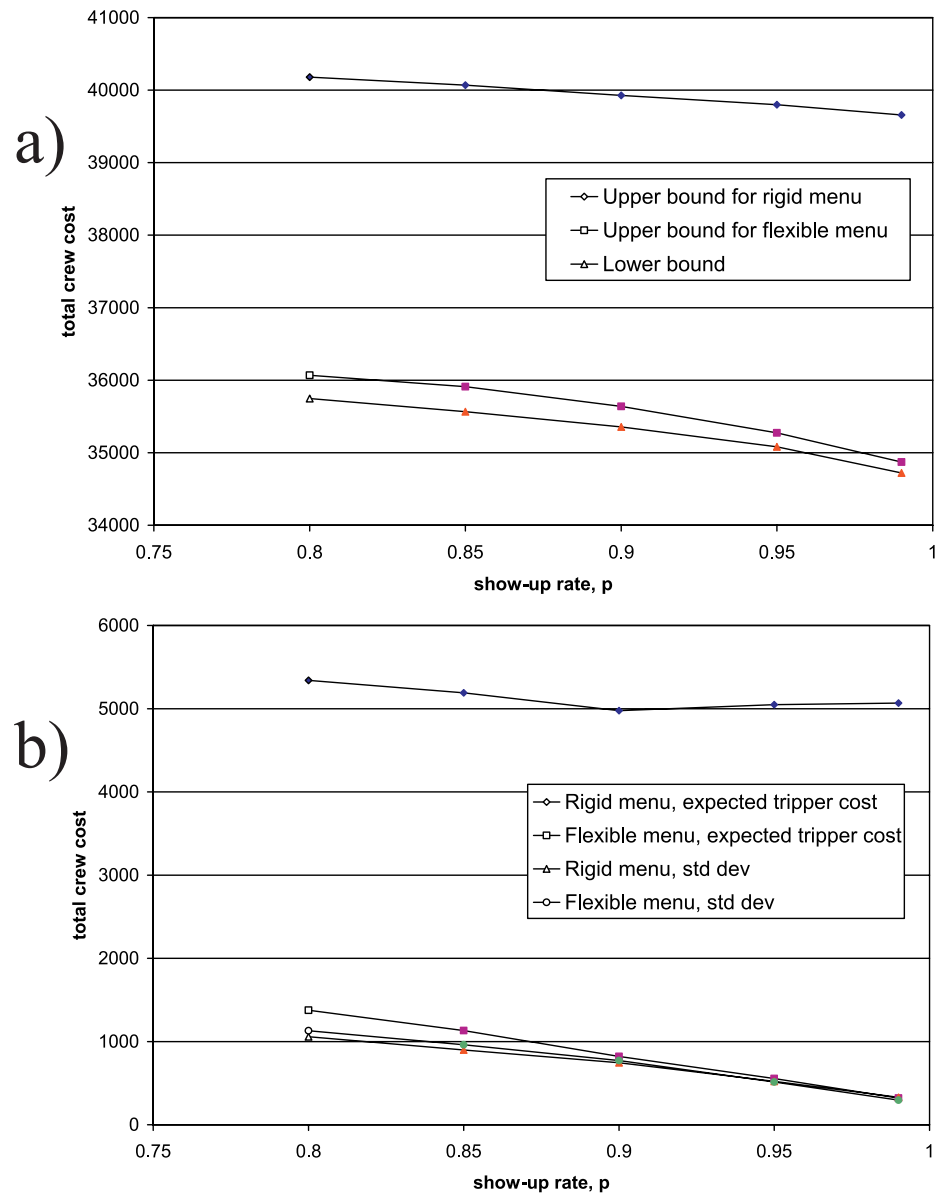 a)
41000
40000
39000
38000
37000
36000
35000
34000
total crew cost
Upper bound for rigid menu
Upper bound for flexible menu
Lower bound
0.75
0.8
0.85
0.9
0.95
1
show-up rate, p
b)
6000
5000
4000
3000
2000
1000
0
total crew cost
Rigid menu, expected tripper cost
Flexible menu, expected tripper cost
Rigid menu, std dev
Flexible menu, std dev
0.75
0.8
0.85
0.9
0.95
1
show-up rate, p